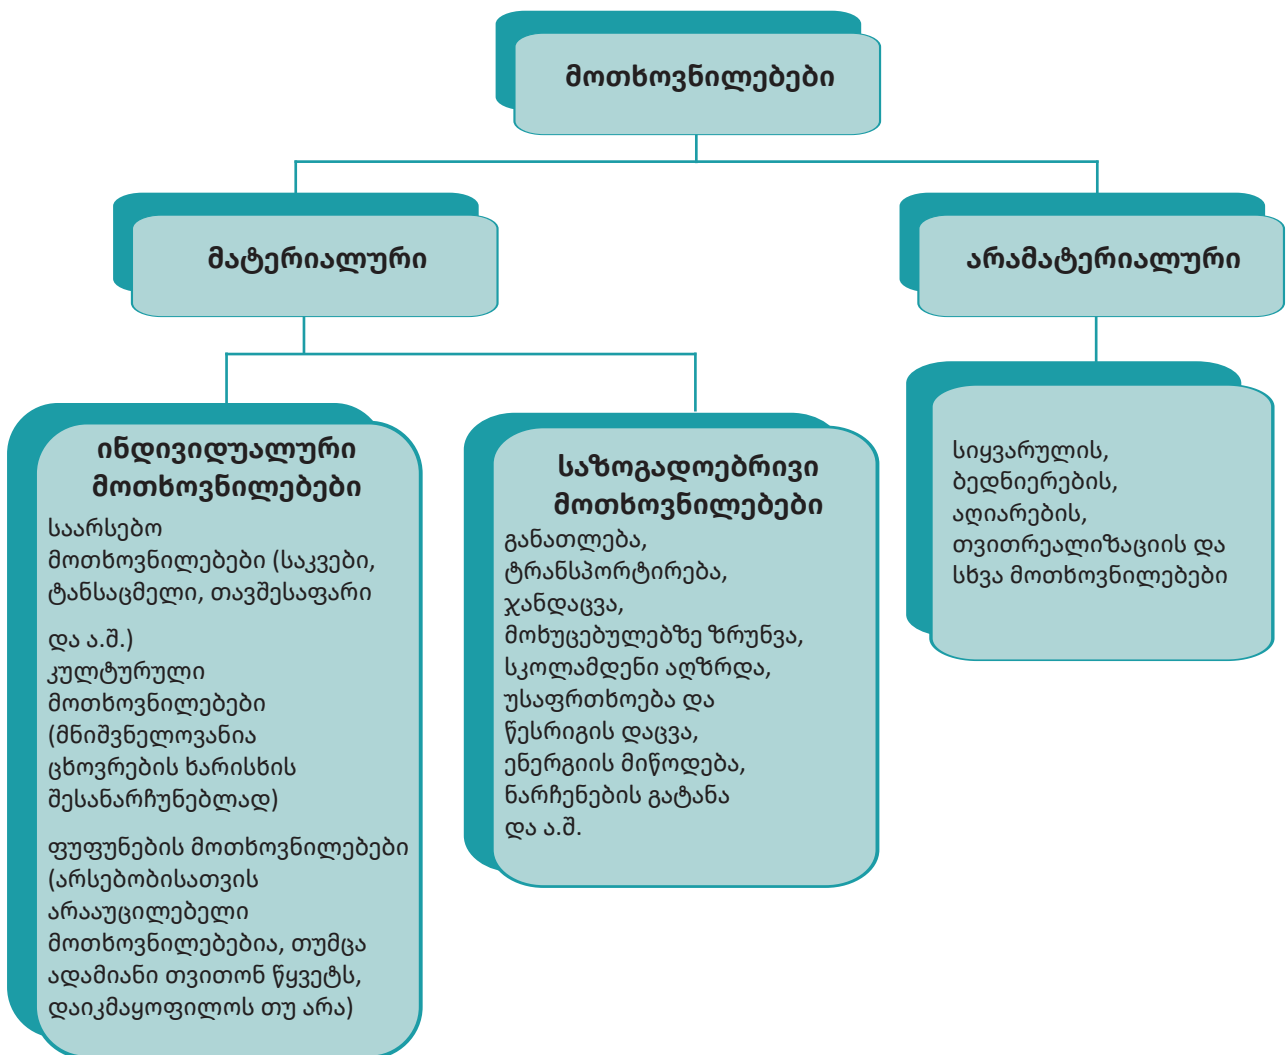 მოთხოვნილებები
მატერიალური
არამატერიალური
ინდივიდუალური
მოთხოვნილებები
საარსებო
მოთხოვნილებები (საკვები,
ტანსაცმელი, თავშესაფარი
და ა.შ.)
კულტურული
მოთხოვნილებები
(მნიშვნელოვანია
ცხოვრების ხარისხის
შესანარჩუნებლად)
ფუფუნების მოთხოვნილებები
(არსებობისათვის
არააუცილებელი
მოთხოვნილებებია, თუმცა
ადამიანი თვითონ წყვეტს,
დაიკმაყოფილოს თუ არა)
საზოგადოებრივი
მოთხოვნილებები
განათლება,
ტრანსპორტირება,
ჯანდაცვა,
მოხუცებულებზე ზრუნვა,
სკოლამდენი აღზრდა,
უსაფრთხოება და
წესრიგის დაცვა,
ენერგიის მიწოდება,
ნარჩენების გატანა
და ა.შ.
სიყვარულის,
ბედნიერების,
აღიარების,
თვითრეალიზაციის და
სხვა მოთხოვნილებები